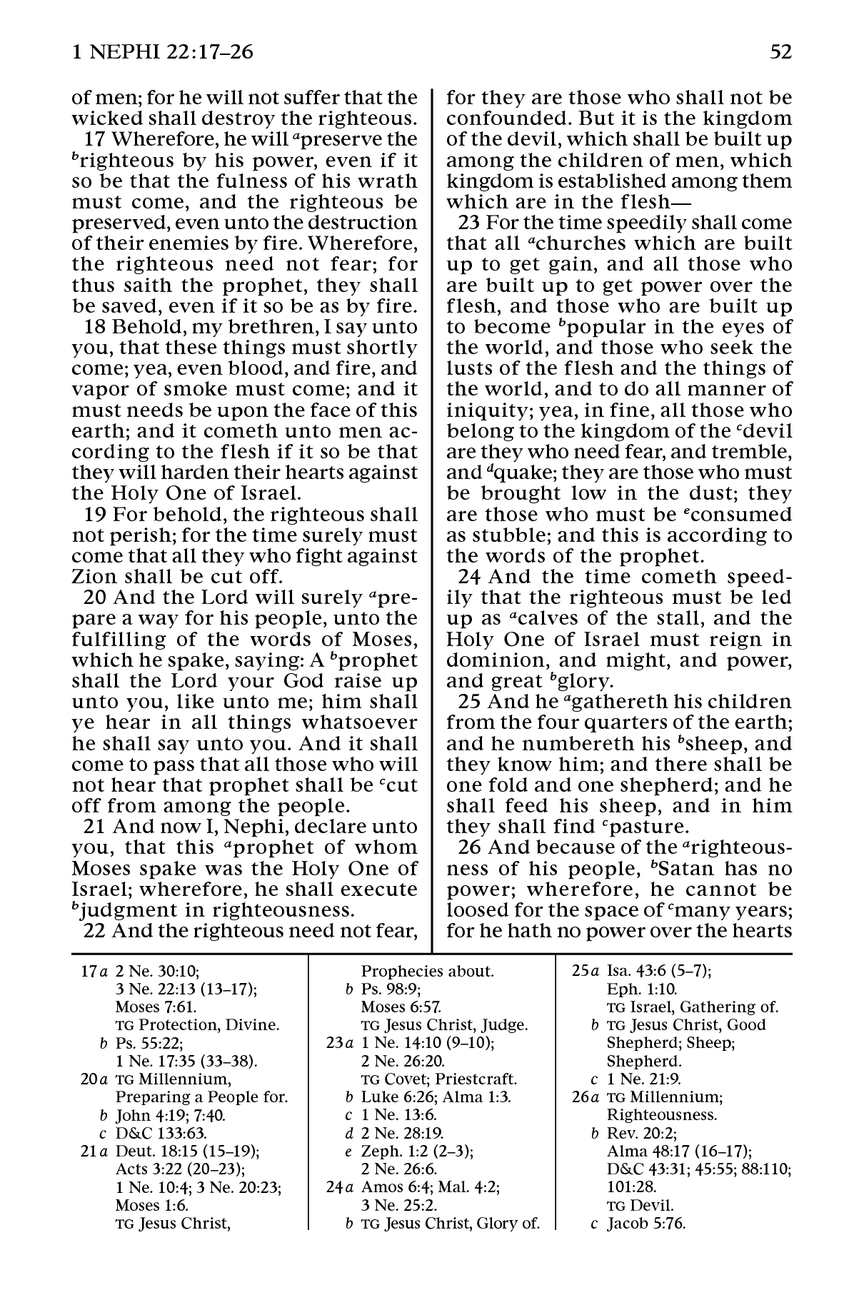 1 NEPHI 22:17–26
52
of men; for he will not suffer that the
wicked shall destroy the righteous.
17 Wherefore, he will apreserve the
brighteous by his power, even if it
so be that the fulness of his wrath
must come, and the righteous be
preserved, even unto the destruction
of their enemies by fire. Wherefore,
the righteous need not fear; for
thus saith the prophet, they shall
be saved, even if it so be as by fire.
18 Behold, my brethren, I say unto
you, that these things must shortly
come; yea, even blood, and fire, and
vapor of smoke must come; and it
must needs be upon the face of this
earth; and it cometh unto men ac-
cording to the flesh if it so be that
they will harden their hearts against
the Holy One of Israel.
19 For behold, the righteous shall
not perish; for the time surely must
come that all they who fight against
Zion shall be cut off.
20 And the Lord will surely apre-
pare a way for his people, unto the
fulfilling of the words of Moses,
which he spake, saying: A bprophet
shall the Lord your God raise up
unto you, like unto me; him shall
ye hear in all things whatsoever
he shall say unto you. And it shall
come to pass that all those who will
not hear that prophet shall be ccut
off from among the people.
21 And now I, Nephi, declare unto
you, that this aprophet of whom
Moses spake was the Holy One of
Israel; wherefore, he shall execute
bjudgment in righteousness.
22 And the righteous need not fear,
for they are those who shall not be
confounded. But it is the kingdom
of the devil, which shall be built up
among the children of men, which
kingdom is established among them
which are in the flesh—
23 For the time speedily shall come
that all achurches which are built
up to get gain, and all those who
are built up to get power over the
flesh, and those who are built up
to become bpopular in the eyes of
the world, and those who seek the
lusts of the flesh and the things of
the world, and to do all manner of
iniquity; yea, in fine, all those who
belong to the kingdom of the cdevil
are they who need fear, and tremble,
and dquake; they are those who must
be brought low in the dust; they
are those who must be econsumed
as stubble; and this is according to
the words of the prophet.
24 And the time cometh speed-
ily that the righteous must be led
up as acalves of the stall, and the
Holy One of Israel must reign in
dominion, and might, and power,
and great bglory.
25 And he agathereth his children
from the four quarters of the earth;
and he numbereth his bsheep, and
they know him; and there shall be
one fold and one shepherd; and he
shall feed his sheep, and in him
they shall find cpasture.
26 And because of the arighteous-
ness of his people, bSatan has no
power; wherefore, he cannot be
loosed for the space of cmany years;
for he hath no power over the hearts
17a 2 Ne. 30:10;
3 Ne. 22:13 (13–17);
Moses 7:61.
TG Protection, Divine.
b Ps. 55:22;
1 Ne. 17:35 (33–38).
20a TG Millennium,
Preparing a People for.
b John 4:19; 7:40.
c D&C 133:63.
21a Deut. 18:15 (15–19);
Acts 3:22 (20–23);
1 Ne. 10:4; 3 Ne. 20:23;
Moses 1:6.
TG Jesus Christ,
Prophecies about.
b Ps. 98:9;
Moses 6:57.
TG Jesus Christ, Judge.
23a 1 Ne. 14:10 (9–10);
2 Ne. 26:20.
TG Covet; Priestcraft.
b Luke 6:26; Alma 1:3.
c 1 Ne. 13:6.
d 2 Ne. 28:19.
e Zeph. 1:2 (2–3);
2 Ne. 26:6.
24a Amos 6:4; Mal. 4:2;
3 Ne. 25:2.
b TG Jesus Christ, Glory of.
25a Isa. 43:6 (5–7);
Eph. 1:10.
TG Israel, Gathering of.
b TG Jesus Christ, Good
Shepherd; Sheep;
Shepherd.
c 1 Ne. 21:9.
26a TG Millennium;
Righteousness.
b Rev. 20:2;
Alma 48:17 (16–17);
D&C 43:31; 45:55; 88:110;
101:28.
TG Devil.
c Jacob 5:76.